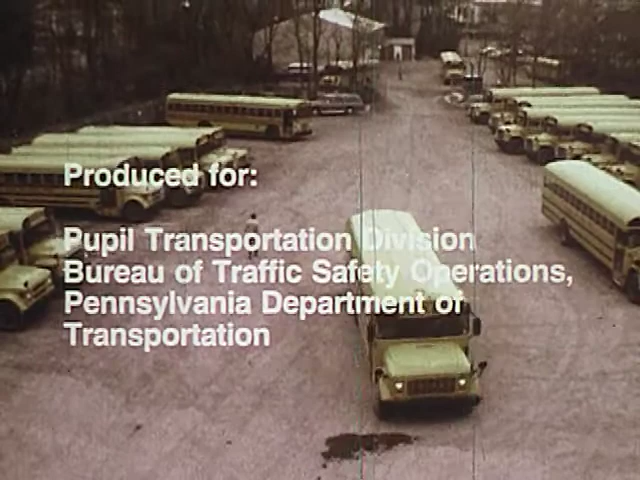 Produced for:
Pupil Transportation Division
Bureau of Traffic Safety Operations,
Pennsylvania Department of
Transportation